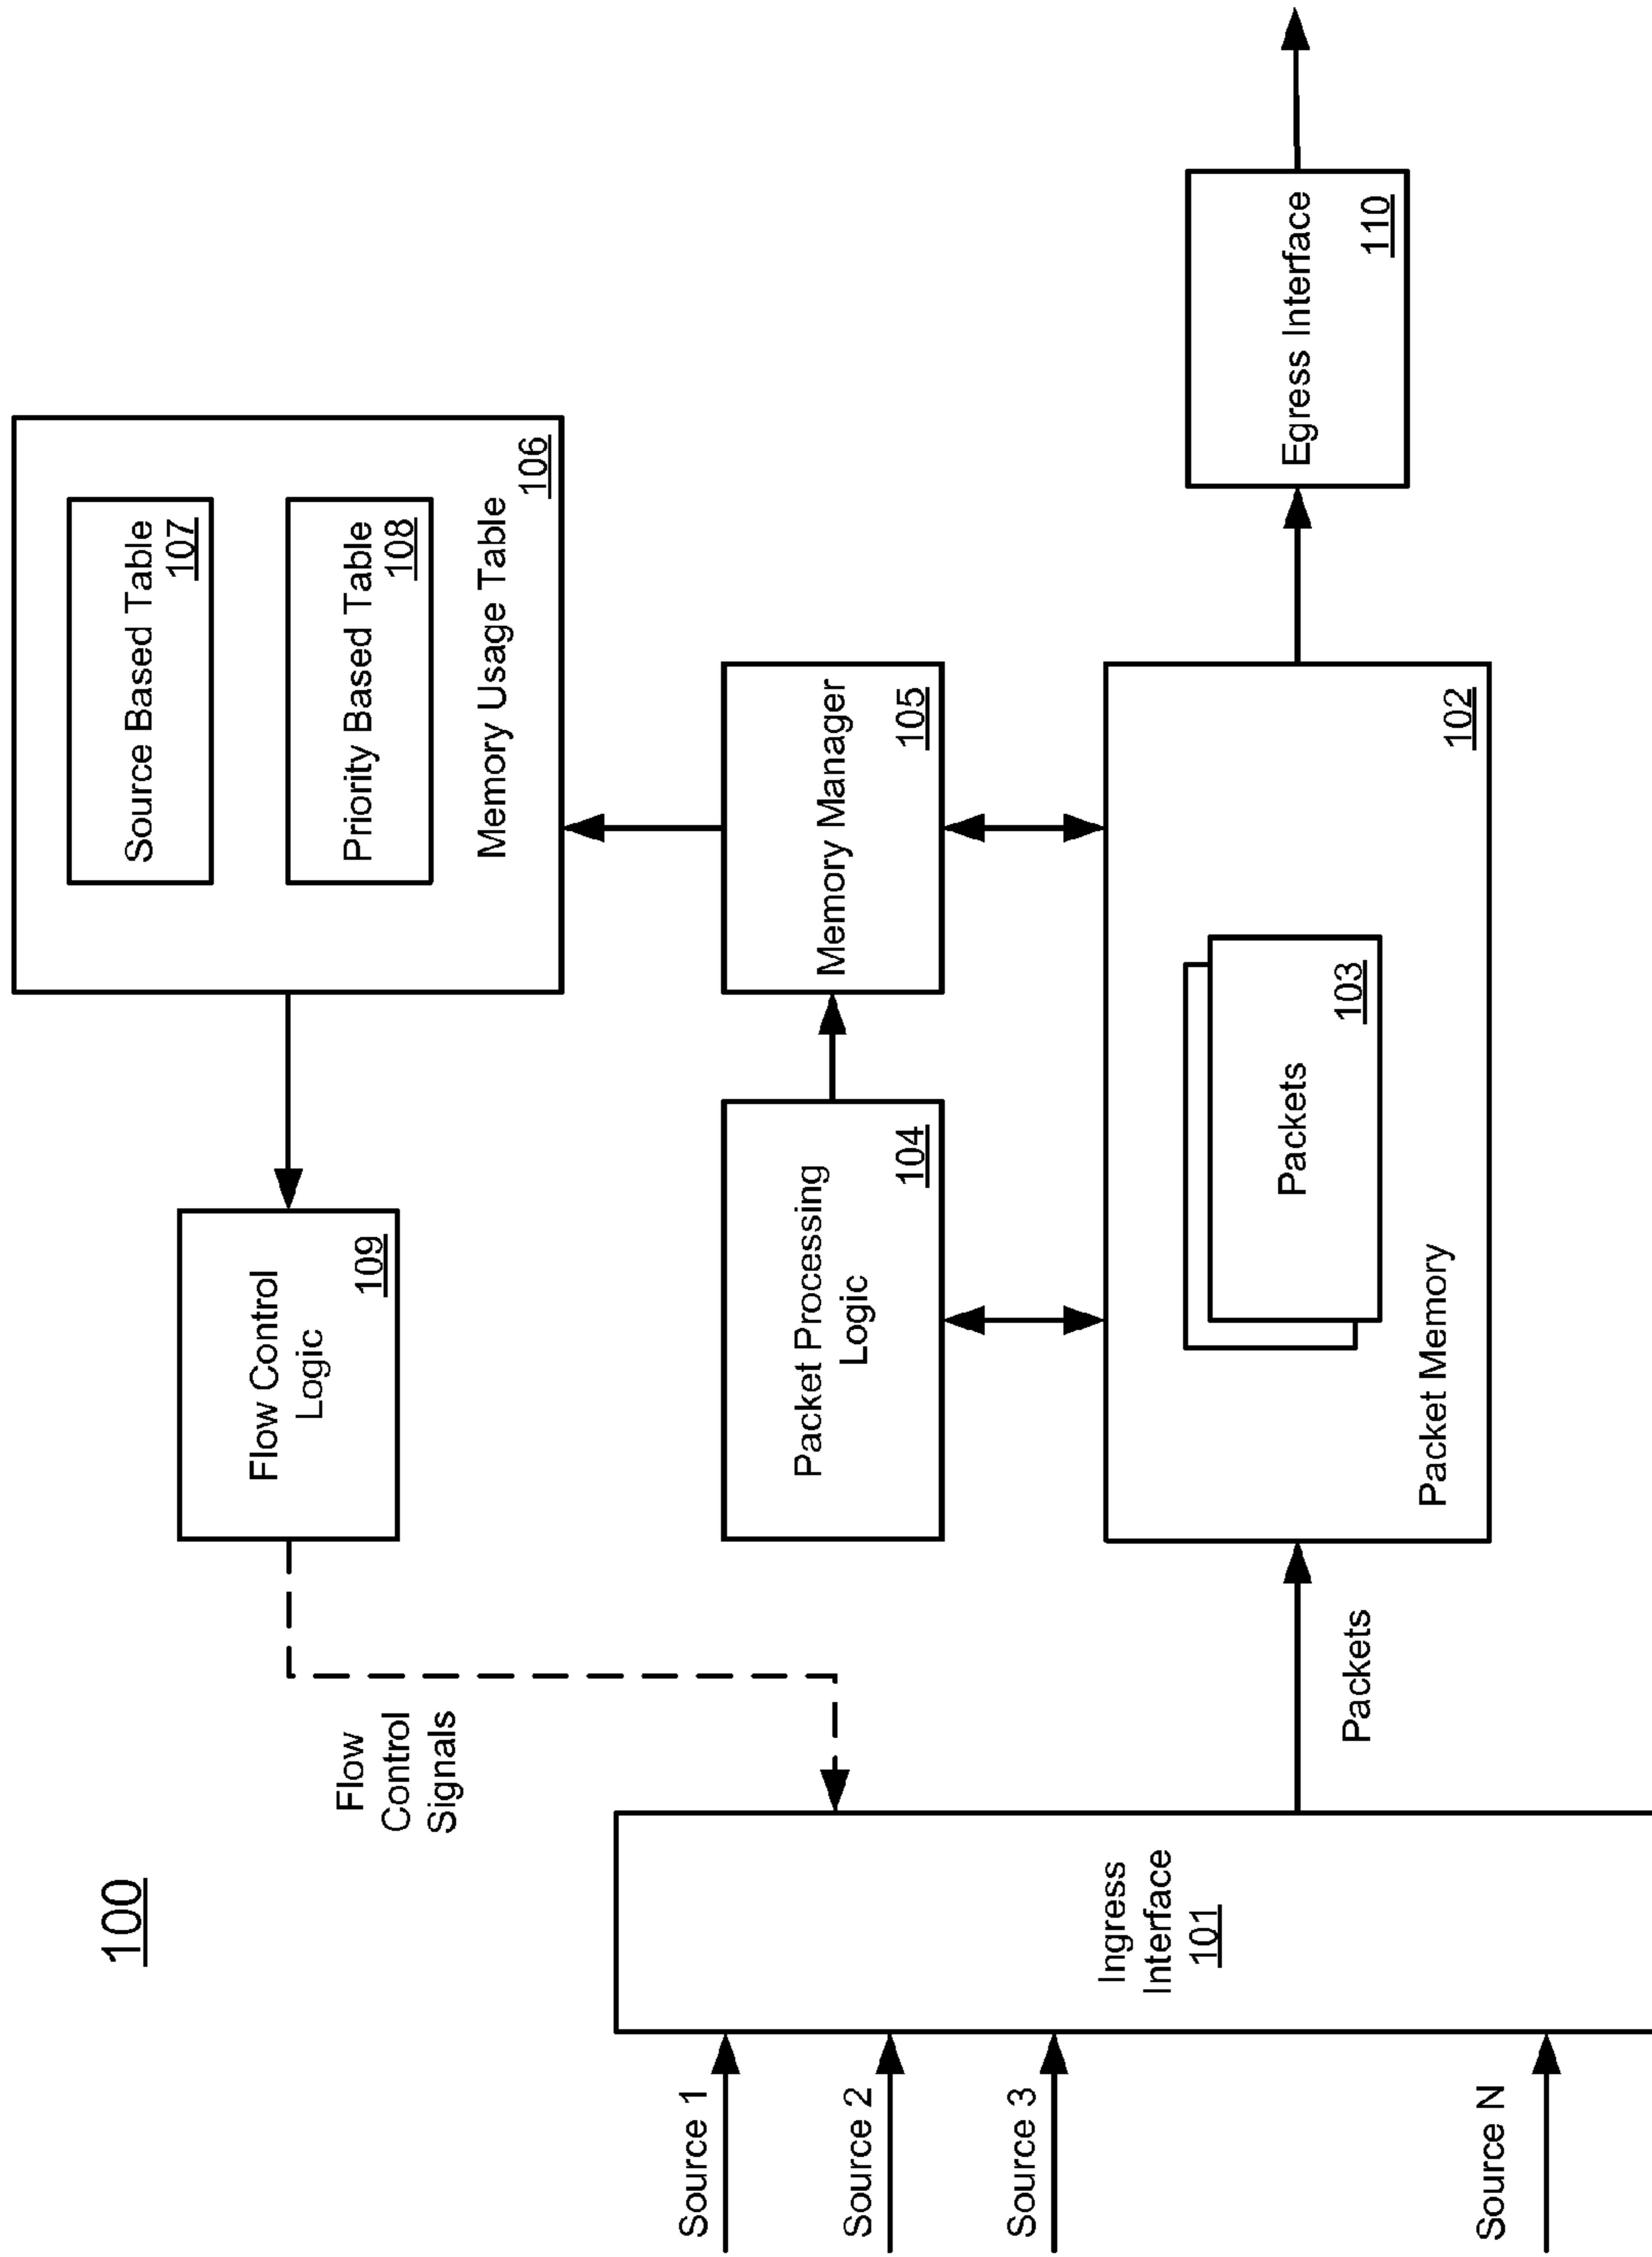 100
Source Based Table
107
Priority Based Table
108
Memory Usage Table
106
Flow Control
Logic
109
Flow
Control
Signals
Packet Processing
Logic
104
Memory Manager
105
Source 1
Source 2
Source 3
Source N
Ingress
Interface
101
Packets
Packets
103
Packet Memory
102
Egress Interface
110